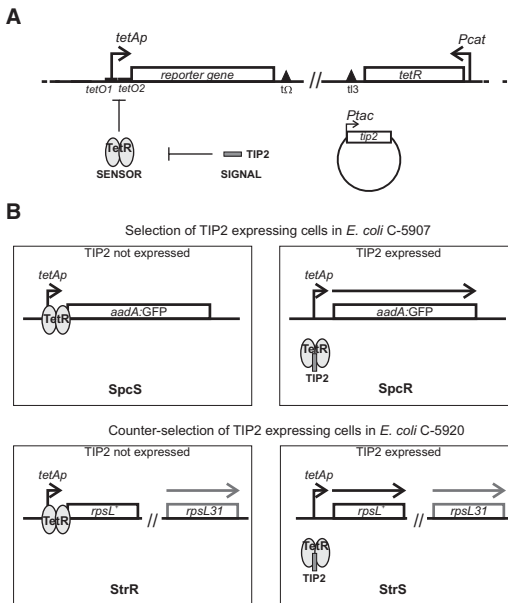 A
tetAp
Pcat
reporter gene
tetR
tetO1 tetO2 tΩ // tI3
Ptac
tip2
TetR
TIP2
SENSOR
SIGNAL
B
Selection of TIP2 expressing cells in E. coli C-5907
TIP2 not expressed
tetAp
TetR
aadA:GFP
SpcS
TIP2 expressed
tetAp
aadA:GFP
TetR
TIP2
SpcR
Counter-selection of TIP2 expressing cells in E. coli C-5920
TIP2 not expressed
tetAp
TetR
rpsL⁺ // rpsL31
StrR
TIP2 expressed
tetAp
rpsL⁺ // rpsL31
TetR
TIP2
StrS